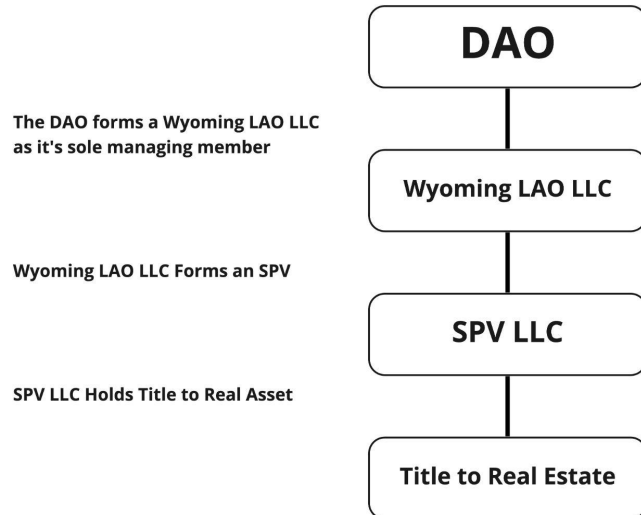 DAO
The DAO forms a Wyoming LAO LLC
as it's sole managing member
Wyoming LAO LLC
Wyoming LAO LLC Forms an SPV
SPV LLC
SPV LLC Holds Title to Real Asset
Title to Real Estate